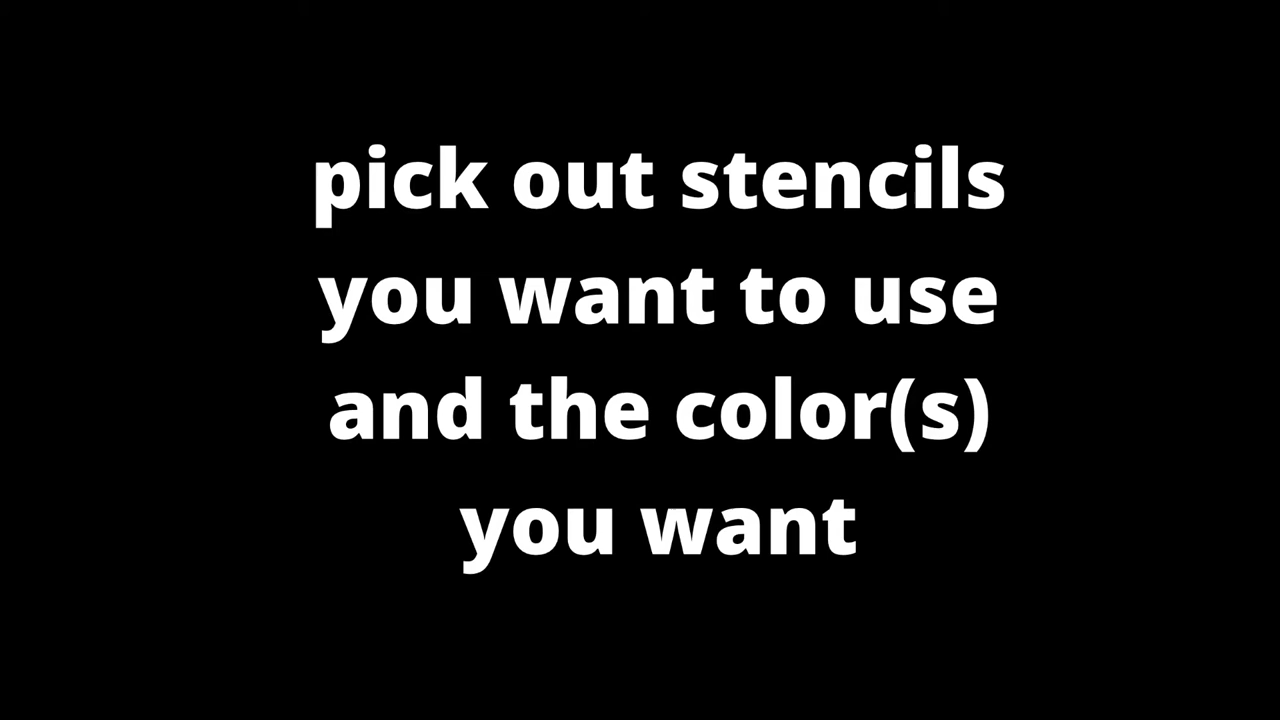 pick out stencils
you want to use
and the color(s)
you want